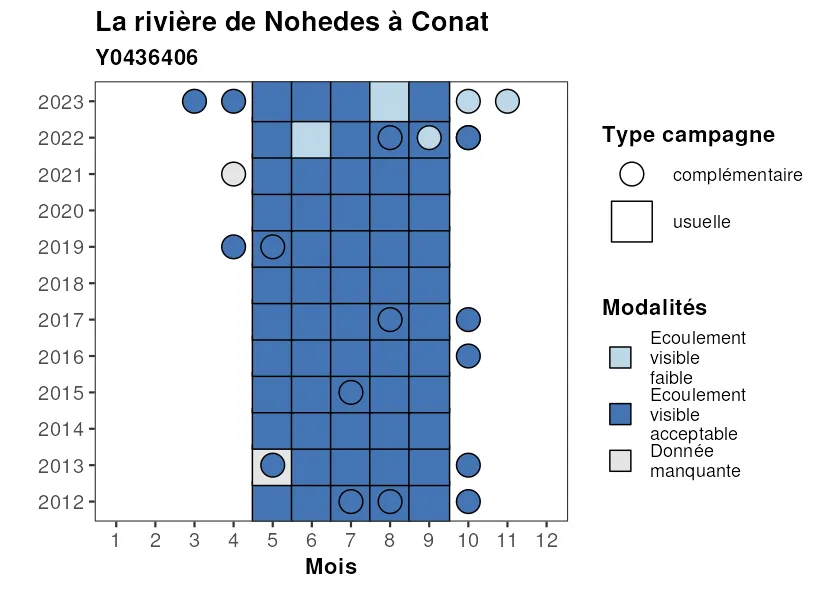 La rivière de Nohedes à Conat
Y0436406
2023
2022
2021
2020
2019
2018
2017
2016
2015
2014
2013
2012
1 2 3 4 5 6 7 8 9 10 11 12
Mois
Type campagne
complémentaire
usuelle
Modalités
Ecoulement
visible
faible
Ecoulement
visible
acceptable
Donnée
manquante